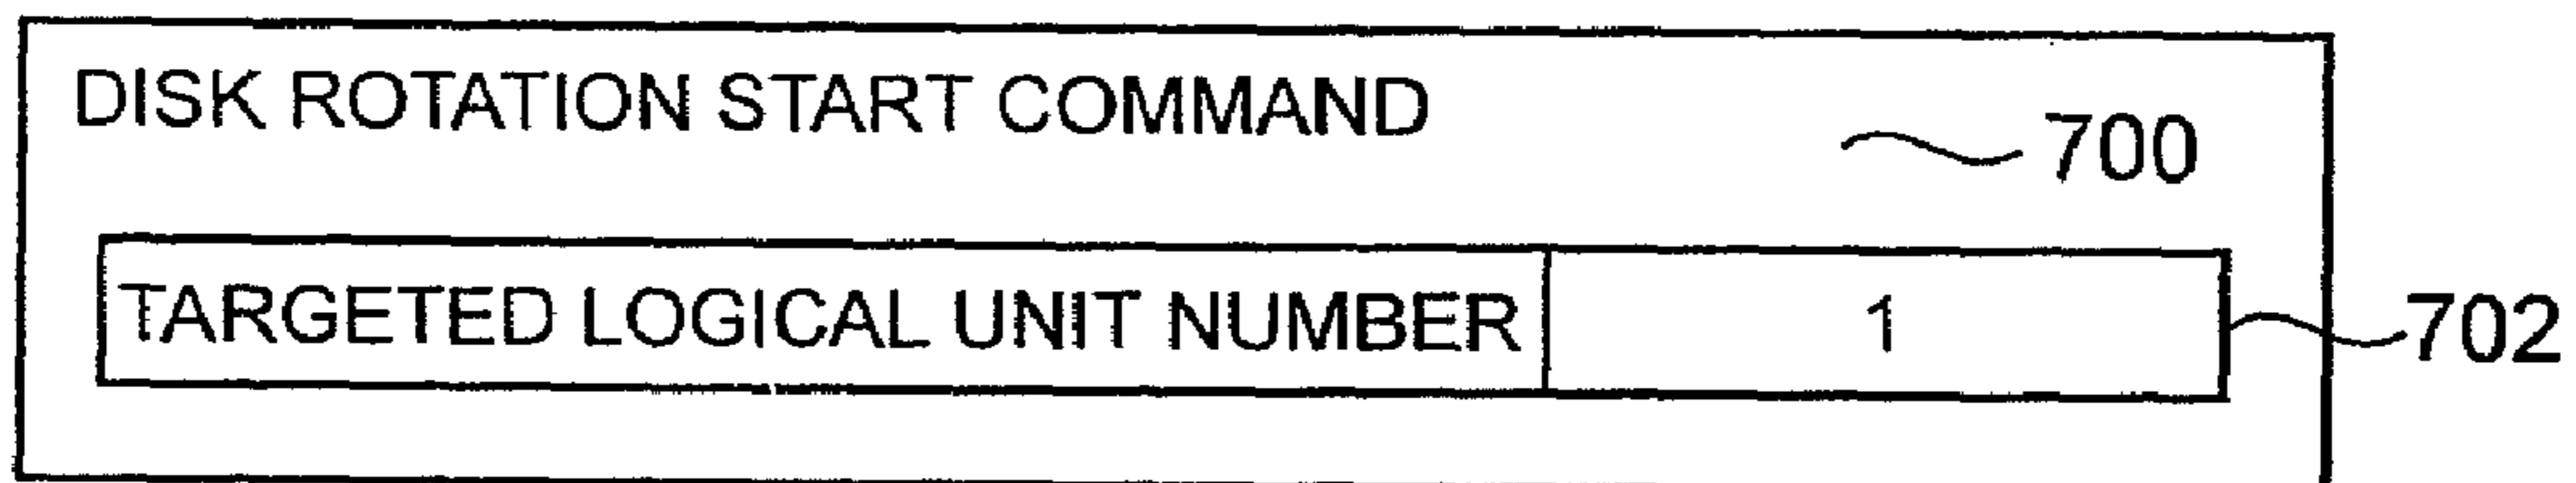 DISK ROTATION START COMMAND
700
TARGETED LOGICAL UNIT NUMBER 1
702